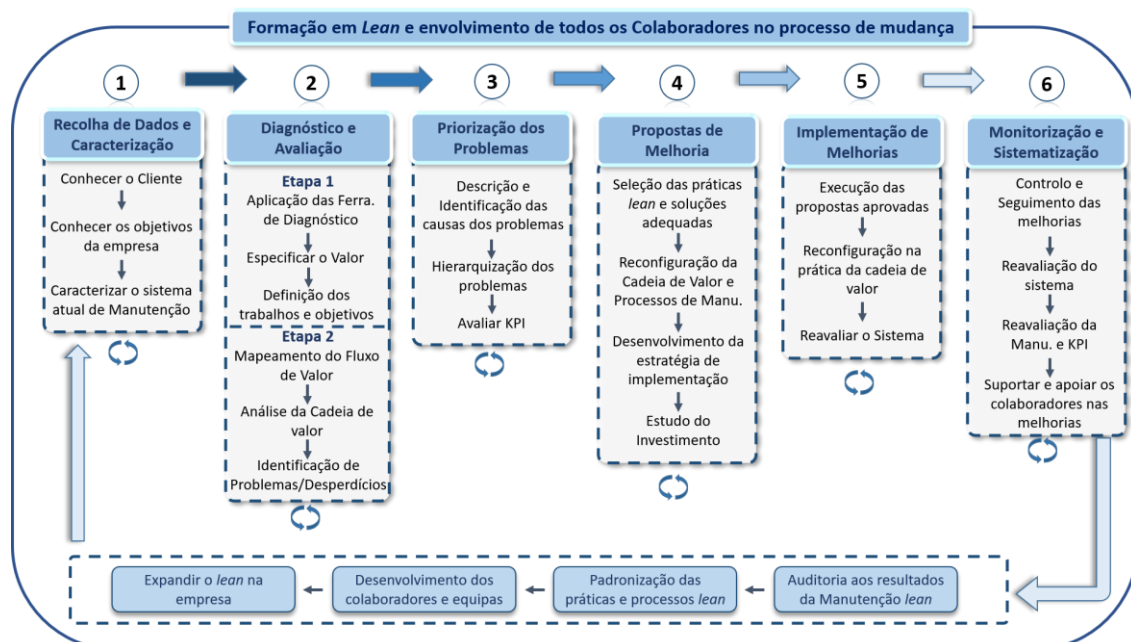 Formação em Lean e envolvimento de todos os Colaboradores no processo de mudança
1
Recolha de Dados e
Caracterização
Conhecer o Cliente
Conhecer os objetivos
da empresa
Caracterizar o sistema
atual de Manutenção
2
Diagnóstico e
Avaliação
Etapa 1
Aplicação das Ferra.
de Diagnóstico
Especificar o Valor
Definição dos
trabalhos e objetivos
Etapa 2
Mapeamento do Fluxo
de Valor
Análise da Cadeia de
valor
Identificação de
Problemas/Desperdícios
3
Priorização dos
Problemas
Descrição e
Identificação das
causas dos problemas
Hierarquização dos
problemas
Avaliar KPI
4
Propostas de
Melhoria
Seleção das práticas
lean e soluções
adequadas
Reconfiguração da
Cadeia de Valor e
Processos de Manu.
Desenvolvimento da
estratégia de
implementação
Estudo do
Investimento
5
Implementação de
Melhorias
Execução das
propostas aprovadas
Reconfiguração na
prática da cadeia de
valor
Reavaliar o Sistema
6
Monitorização e
Sistematização
Controlo e
Seguimento das
melhorias
Reavaliação do
sistema
Reavaliação da
Manu. e KPI
Suportar e apoiar os
colaboradores nas
melhorias
Expandir o lean na
empresa
Desenvolvimento dos
colaboradores e equipas
Padronização das
práticas e processos lean
Auditoria aos resultados
da Manutenção lean